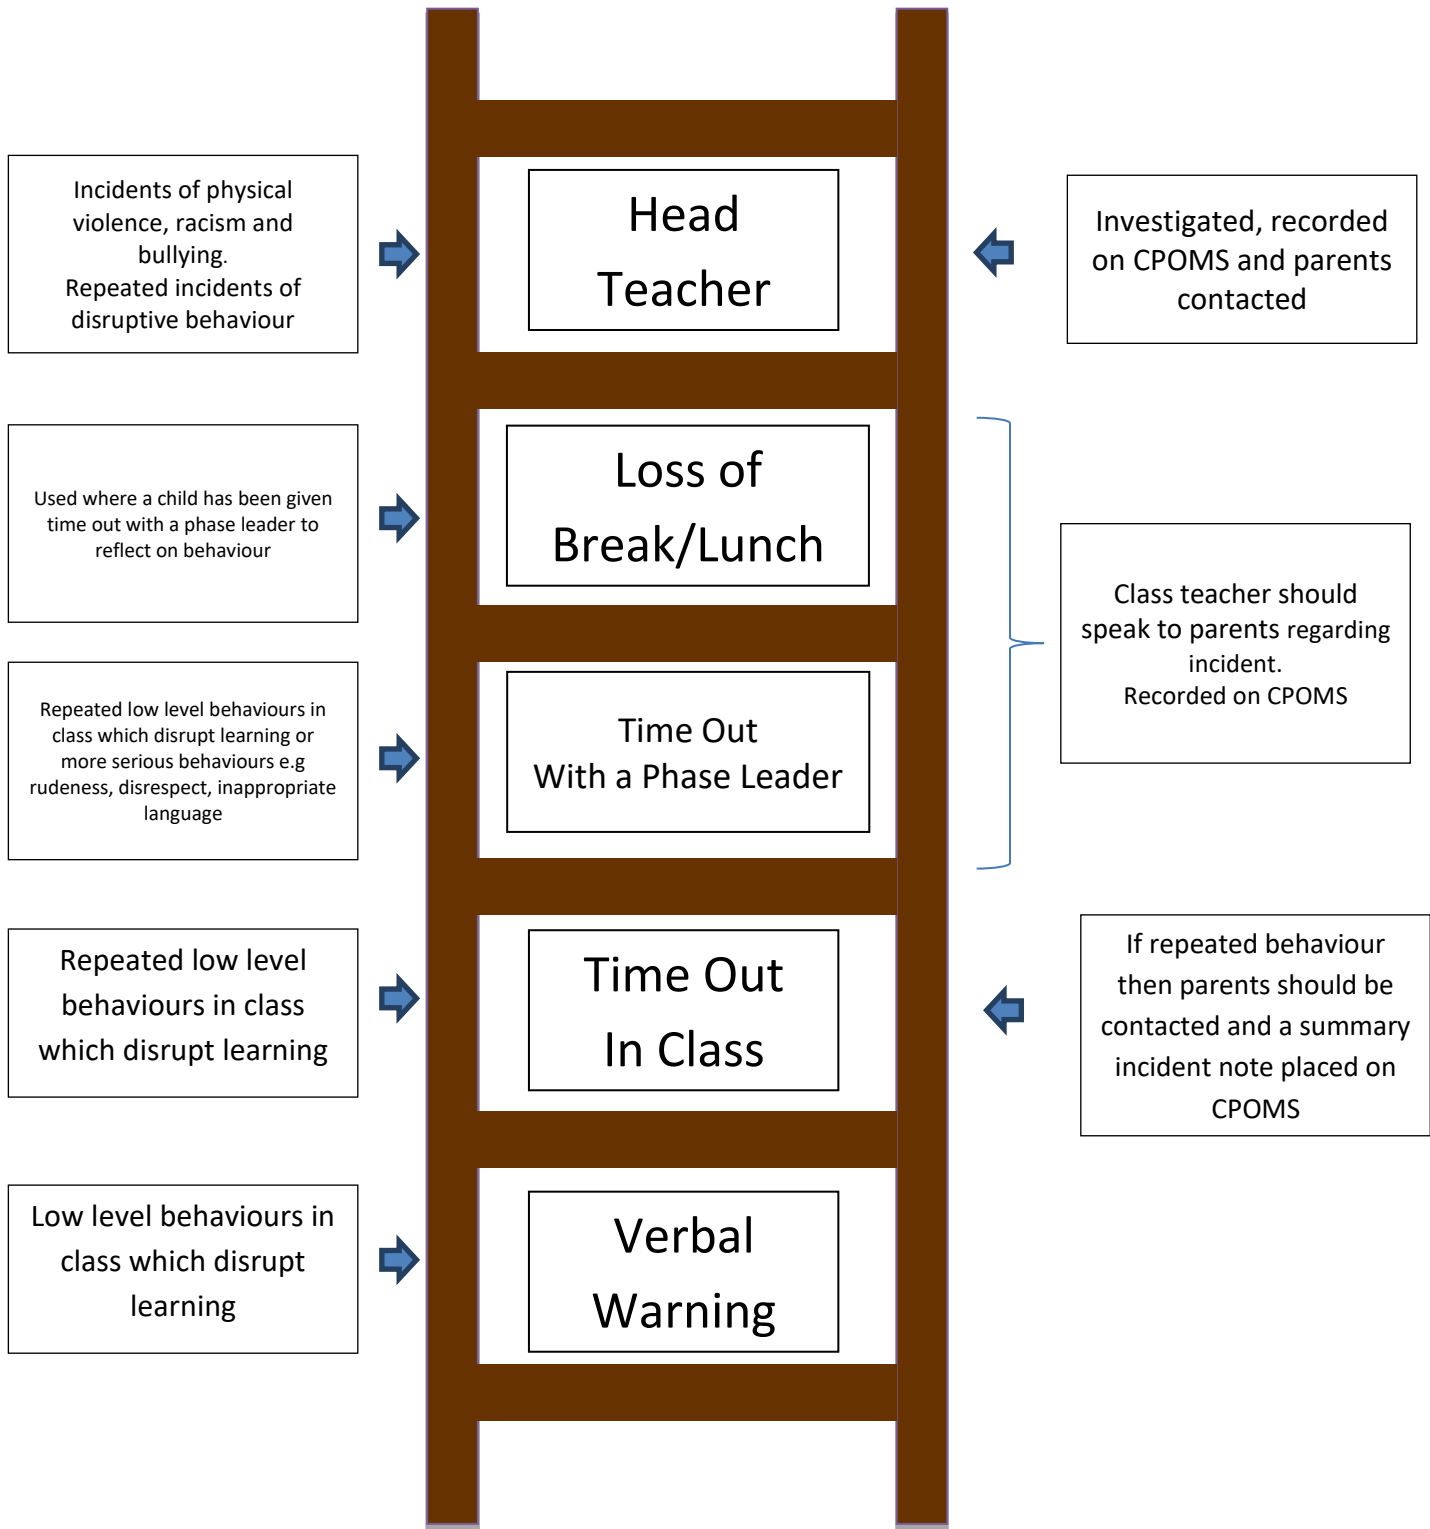 Incidents of physical
violence, racism and
bullying.
Repeated incidents of
disruptive behaviour
Head
Teacher
Investigated, recorded
on CPOMS and parents
contacted
Used where a child has been given
time out with a phase leader to
reflect on behaviour
Loss of
Break/Lunch
Class teacher should
speak to parents regarding
incident.
Recorded on CPOMS
Repeated low level behaviours in
class which disrupt learning or
more serious behaviours e.g
rudeness, disrespect, inappropriate
language
Time Out
With a Phase Leader
Repeated low level
behaviours in class
which disrupt learning
Time Out
In Class
If repeated behaviour
then parents should be
contacted and a summary
incident note placed on
CPOMS
Low level behaviours in
class which disrupt
learning
Verbal
Warning